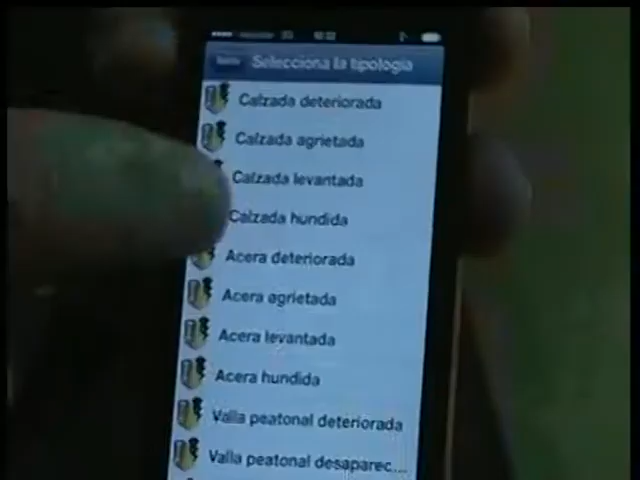 Selecciona la tipología
Calzada deteriorada
Calzada agrietada
Calzada levantada
Calzada hundida
Acera deteriorada
Acera agrietada
Acera levantada
Acera hundida
Valla peatonal deteriorada
Valla peatonal desaparec....